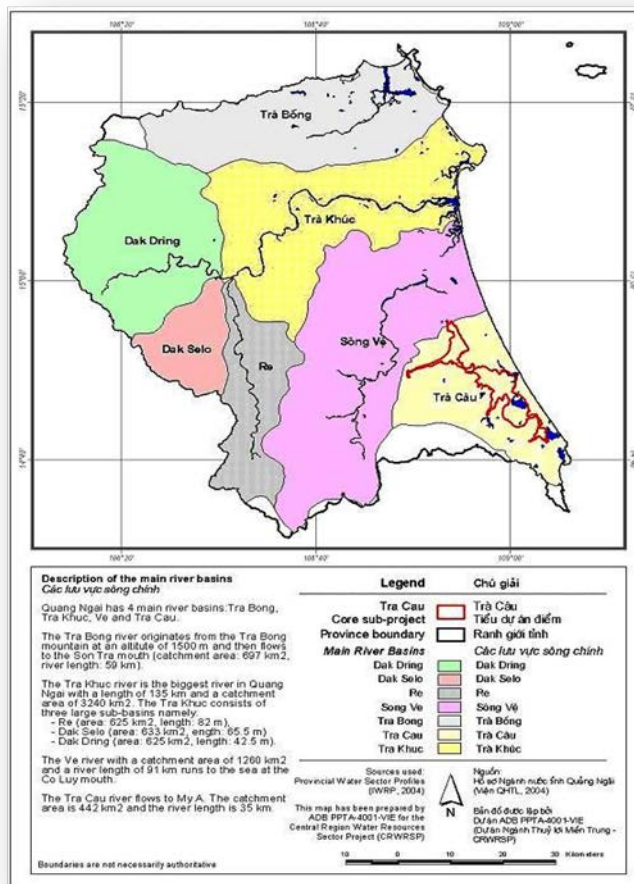 108°20'
108°40'
109°00'
15°20'
15°20'
Trà Bồng
Dak Dring
Trà Khúc
15°00'
Dak Selo
Re
Sông Vệ
Trà Câu
14°40'
108°20'
108°40'
109°00'
Description of the main river basins
Các lưu vực sông chính
Quang Ngai has 4 main river basins:Tra Bong,
Tra Khuc, Ve and Tra Cau.
The Tra Bong river originates from the Tra Bong
mountain at an altitute of 1500 m and then flows
to the Son Tra mouth (catchment area: 697 km2,
river length: 59 km).
The Tra Khuc river is the biggest river in Quang
Ngai with a length of 135 km and a catchment
area of 3240 km2. The Tra Khuc consists of
three large sub-basins namely:
- Re (area: 625 km2, length: 82 m),
- Dak Selo (area: 633 km2, ength: 65.5 m)
- Dak Dring (area: 625 km2, length: 42.5 m).
The Ve river with a catchment area of 1260 km2
and a river length of 91 km runs to the sea at the
Co Luy mouth.
The Tra Cau river flows to My A. The catchment
area is 442 km2 and the river length is 35 km.
Boundaries are not necessarily authoritative
Legend Chú giải
Tra Cau Trà Câu
Core sub-project Tiểu dự án điểm
Province boundary Ranh giới tỉnh
Main River Basins Các lưu vực sông chính
Dak Dring Dak Dring
Dak Selo Dak Selo
Re Re
Song Ve Sông Vệ
Tra Bong Trà Bồng
Tra Cau Trà Câu
Tra Khuc Trà Khúc
Sources used:
Provincial Water Sector Profiles
(IWRP, 2004)
This map has been prepared by
ADB PPTA-4001-VIE for the
Central Region Water Resources
Sector Project (CRWRSP)
N
Nguồn:
Hồ sơ Ngành nước tỉnh Quảng Ngãi
(Viện QHTL, 2004)
Bản đồ được lập bởi
Dự án ADB PPTA-4001-VIE
(Dự án Ngành Thuỷ lợi Miền Trung -
CRWRSP)
10 0 10 20 30 Kilometers